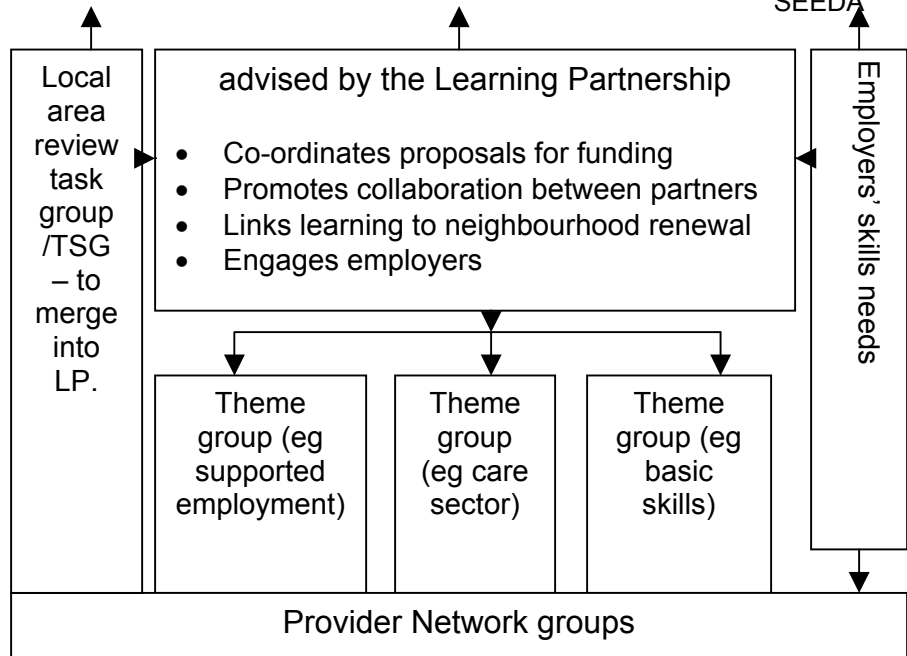 SEEDA
Local
area
review
task
group
/TSG
– to
merge
into
LP.
advised by the Learning Partnership
• Co-ordinates proposals for funding
• Promotes collaboration between partners
• Links learning to neighbourhood renewal
• Engages employers
Employers’ skills needs
Theme
group (eg
supported
employment)
Theme
group
(eg care
sector)
Theme
group (eg
basic
skills)
Provider Network groups